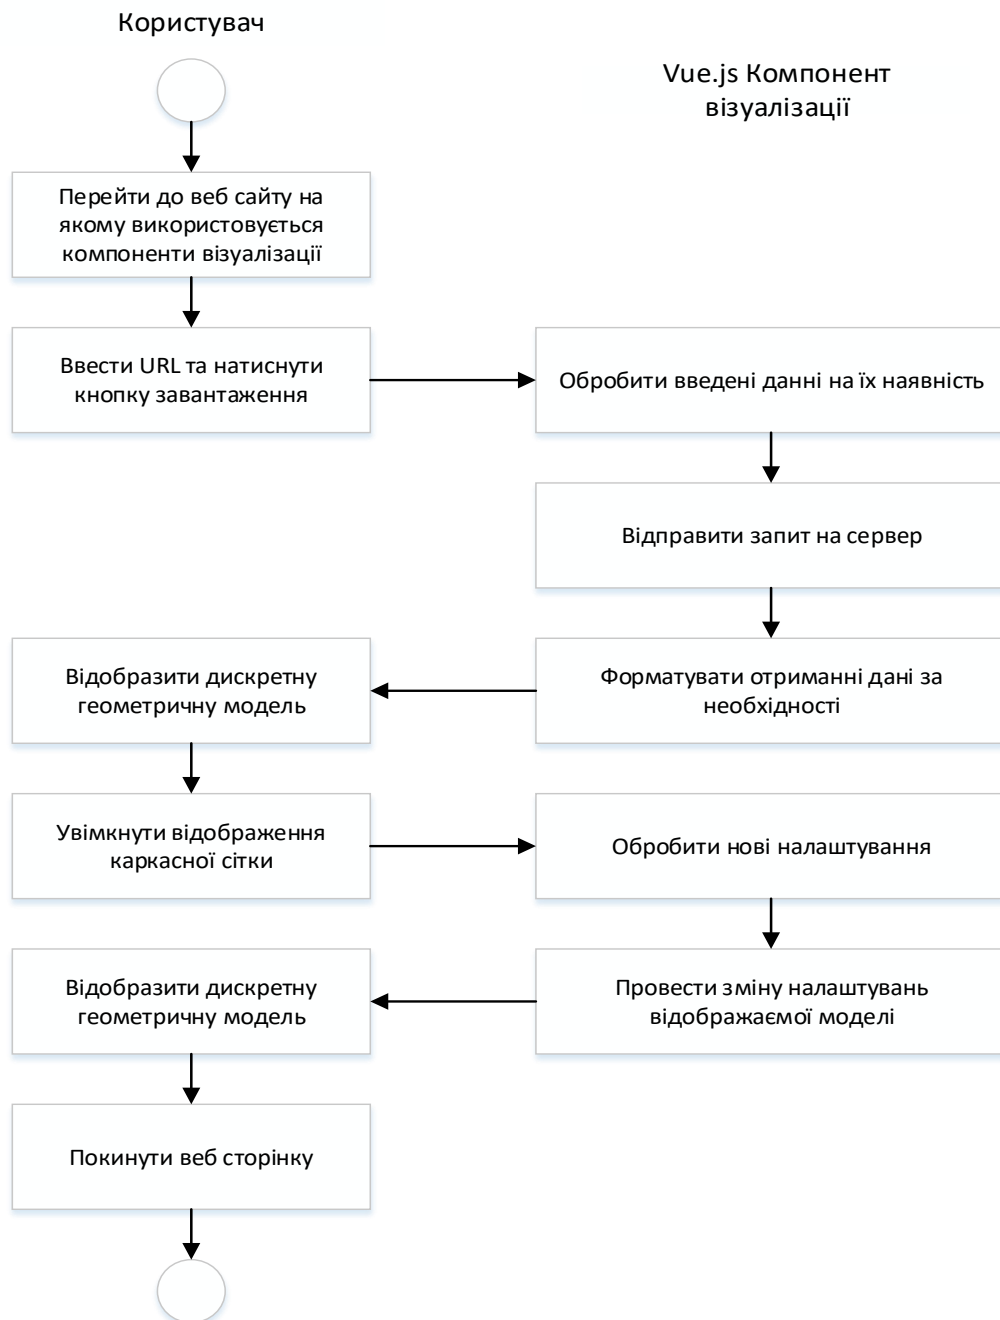 Користувач
Vue.js Компонент
візуалізації
Перейти до веб сайту на
якому використовується
компоненти візуалізації
Ввести URL та натиснути
кнопку завантаження
Обробити введені данні на їх наявність
Відправити запит на сервер
Відобразити дискретну
геометричну модель
Форматувати отриманні дані за
необхідності
Увімкнути відображення
каркасної сітки
Обробити нові налаштування
Відобразити дискретну
геометричну модель
Провести зміну налаштувань
відображаємої моделі
Покинути веб сторінку